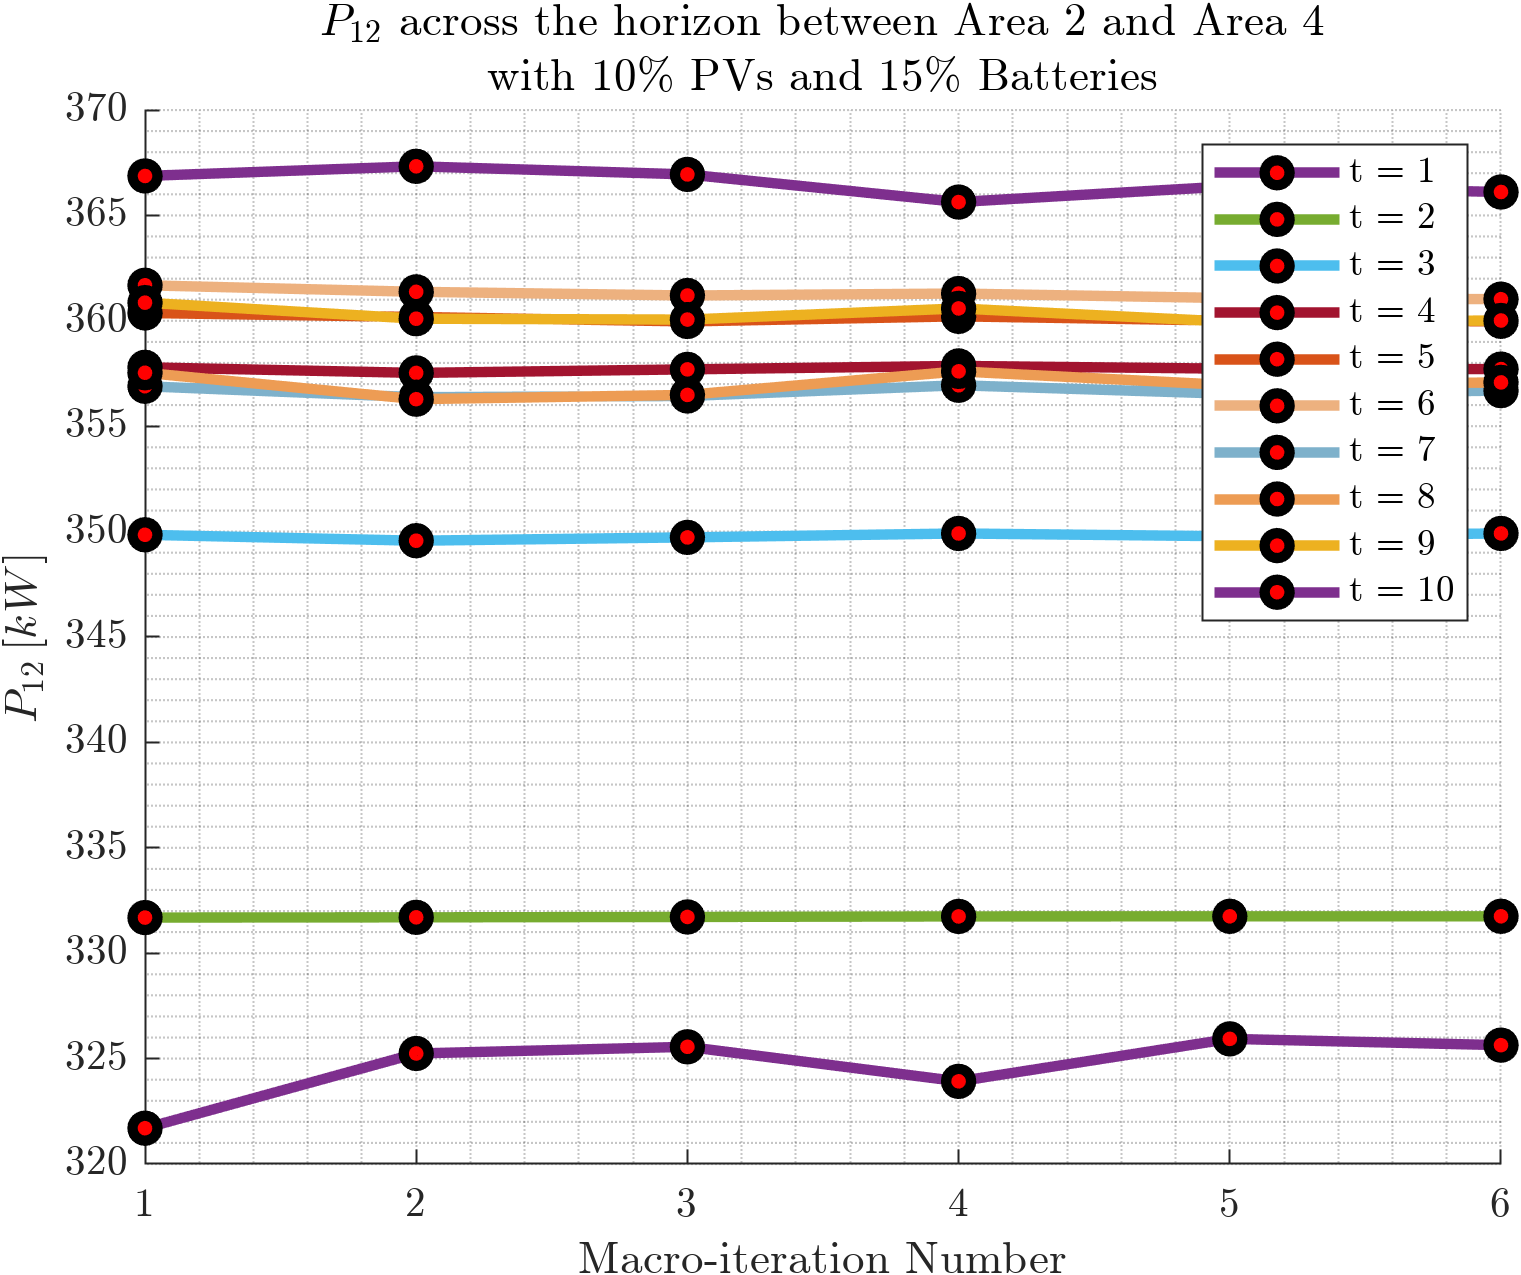 P12 across the horizon between Area 2 and Area 4
with 10% PVs and 15% Batteries
370
365
360
355
350
345
340
335
330
325
320
P12 [kW]
t = 1
t = 2
t = 3
t = 4
t = 5
t = 6
t = 7
t = 8
t = 9
t = 10
1 2 3 4 5 6
Macro-iteration Number